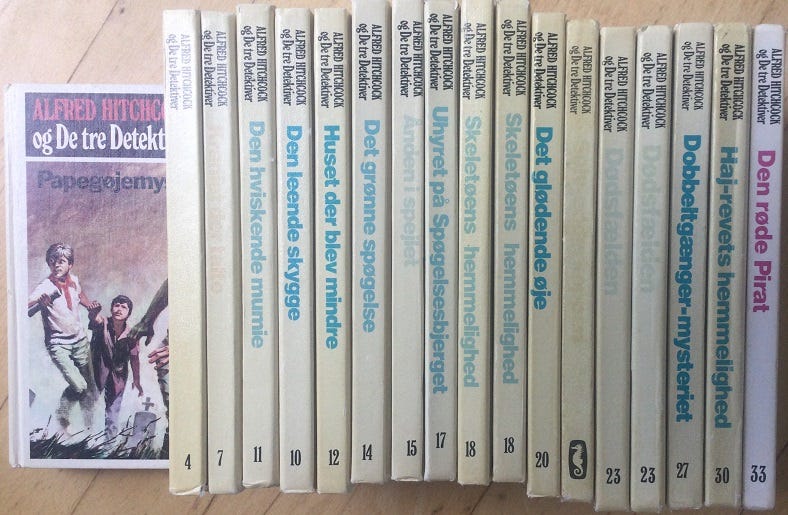 ALFRED HITCHCO
og De tre Detekti
Papegøjemys
4
ALFRED HITCHCOCK
og De tre Detektiver
7
ALFRED HITCHCOCK
og De tre Detektiver
Den hviskende mumie
11
ALFRED HITCHCOCK
og De tre Detektiver
Den leende skygge
10
ALFRED HITCHCOCK
og De tre Detektiver
Huset der blev mindre
12
ALFRED HITCHCOCK
og De tre Detektiver
Det grønne spøgelse
14
ALFRED HITCHCOCK
og De tre Detektiver
Ånden i spejlet
15
ALFRED HITCHCOCK
og De tre Detektiver
Uhyret på Spøgelsesbjerget
17
ALFRED HITCHCOCK
og De tre Detektiver
Skeletøens hemmelighed
18
ALFRED HITCHCOCK
og De tre Detektiver
Skeletøens hemmelighed
18
ALFRED HITCHCOCK
og De tre Detektiver
Det glødende øje
20
ALFRED HITCHCOCK
og De tre Detektiver
ALFRED HITCHCOCK
og De tre Detektiver
Dødsfælden
23
ALFRED HITCHCOCK
og De tre Detektiver
Dødsfælden
23
ALFRED HITCHCOCK
og De tre Detektiver
Dobbeltgænger-mysteriet
27
ALFRED HITCHCOCK
og De tre Detektiver
Haj-revets hemmelighed
30
ALFRED HITCHCOCK
og De tre Detektiver
Den røde Pirat
33